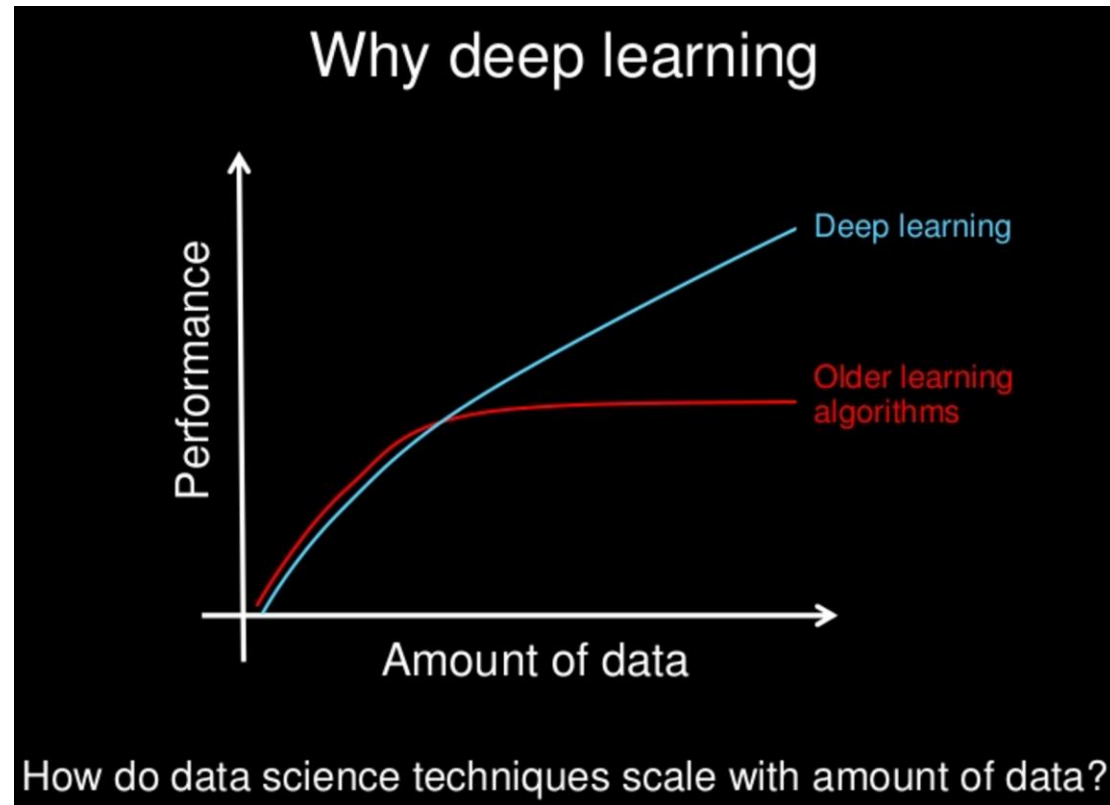 Why deep learning
Deep learning
Performance
Older learning
algorithms
Amount of data
How do data science techniques scale with amount of data?